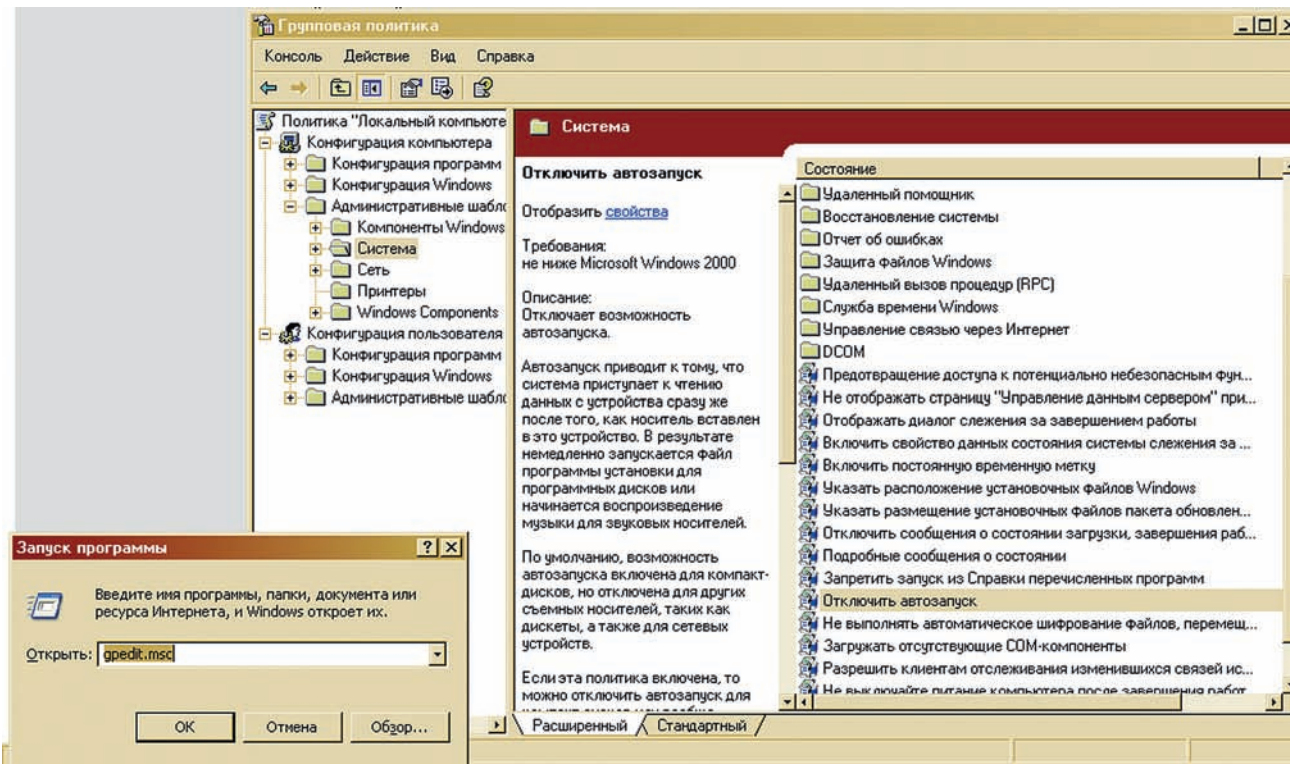 Групповая политика
Консоль Действие Вид Справка
Политика "Локальный компьюте
Конфигурация компьютера
Конфигурация программ
Конфигурация Windows
Административные шабло
Компоненты Windows
Система
Сеть
Принтеры
Windows Components
Конфигурация пользователя
Конфигурация программ
Конфигурация Windows
Административные шабло
Система
Отключить автозапуск
Отобразить свойства
Требования:
не ниже Microsoft Windows 2000
Описание:
Отключает возможность
автозапуска.
Автозапуск приводит к тому, что
система приступает к чтению
данных с устройства сразу же
после того, как носитель вставлен
в это устройство. В результате
немедленно запускается файл
программы установки для
программных дисков или
начинается воспроизведение
музыки для звуковых носителей.
По умолчанию, возможность
автозапуска включена для компакт-
дисков, но отключена для других
съемных носителей, таких как
дискеты, а также для сетевых
устройств.
Если эта политика включена, то
можно отключить автозапуск для
Состояние
Удаленный помощник
Восстановление системы
Отчет об ошибках
Защита файлов Windows
Удаленный вызов процедур (RPC)
Служба времени Windows
Управление связью через Интернет
DCOM
Предотвращение доступа к потенциально небезопасным фун...
Не отображать страницу "Управление данным сервером" при...
Отображать диалог слежения за завершением работы
Включить свойство данных состояния системы слежения за ...
Включить постоянную временную метку
Указать расположение установочных файлов Windows
Указать размещение установочных файлов пакета обновлен...
Отключить сообщения о состоянии загрузки, завершения раб...
Подробные сообщения о состоянии
Запретить запуск из Справки перечисленных программ
Отключить автозапуск
Не выполнять автоматическое шифрование файлов, перемещ...
Загружать отсутствующие COM-компоненты
Разрешить клиентам отслеживания изменившихся связей ис...
Не выключайте питание компьютера после завершения работ
Расширенный Стандартный
Запуск программы
Введите имя программы, папки, документа или
ресурса Интернета, и Windows откроет их.
Открыть: gpedit.msc
OK Отмена Обзор...